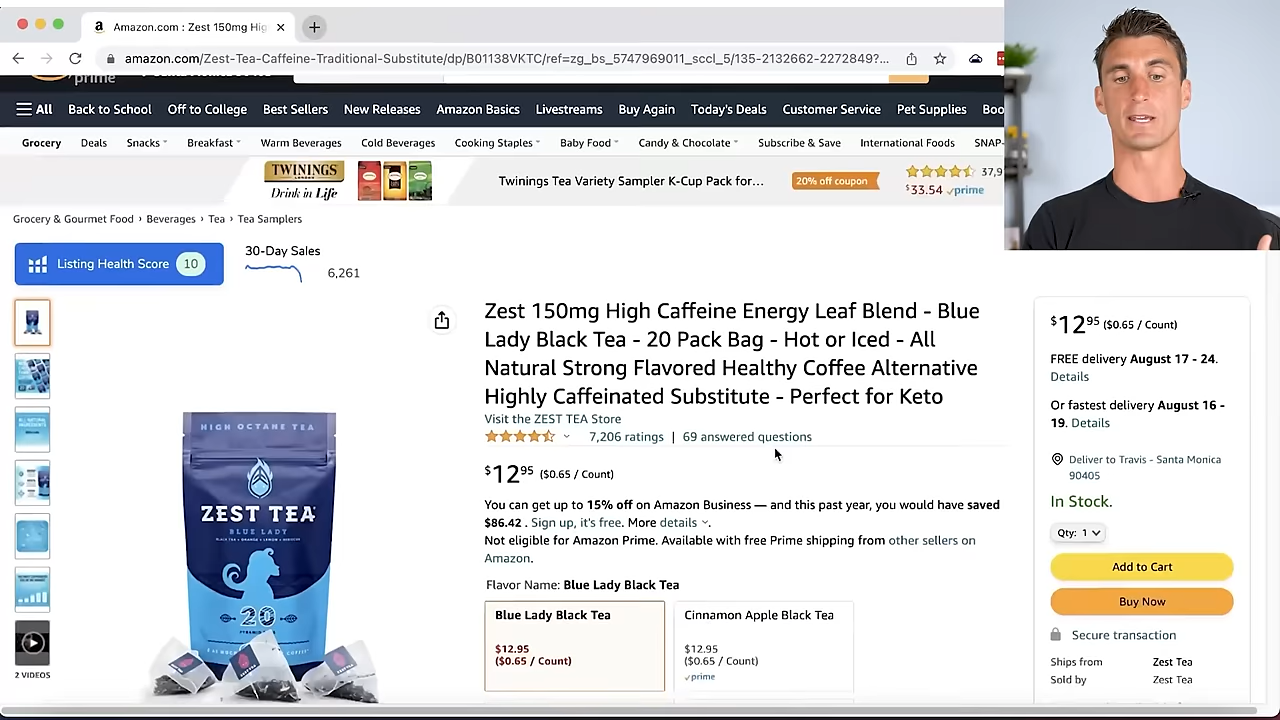 Amazon.com : Zest 150mg Hig
amazon.com/Zest-Tea-Caffeine-Traditional-Substitute/dp/B01138VKTC/ref=zg_bs_5747969011_sccl_5/135-2132662-2272849?...
prime
All Back to School Off to College Best Sellers New Releases Amazon Basics Livestreams Buy Again Today's Deals Customer Service Pet Supplies Boo
Grocery Deals Snacks Breakfast Warm Beverages Cold Beverages Cooking Staples Baby Food Candy & Chocolate Subscribe & Save International Foods SNAP-
TWININGS
Drink in Life
Twinings Tea Variety Sampler K-Cup Pack for...
20% off coupon
37,9
$33.54 prime
Grocery & Gourmet Food › Beverages › Tea › Tea Samplers
Listing Health Score 10
30-Day Sales
6,261
Zest 150mg High Caffeine Energy Leaf Blend - Blue
Lady Black Tea - 20 Pack Bag - Hot or Iced - All
Natural Strong Flavored Healthy Coffee Alternative
Highly Caffeinated Substitute - Perfect for Keto
Visit the ZEST TEA Store
7,206 ratings | 69 answered questions
$12.95 ($0.65 / Count)
You can get up to 15% off on Amazon Business — and this past year, you would have saved
$86.42 . Sign up, it's free. More details
Not eligible for Amazon Prime. Available with free Prime shipping from other sellers on
Amazon.
Flavor Name: Blue Lady Black Tea
Blue Lady Black Tea
$12.95
($0.65 / Count)
Cinnamon Apple Black Tea
$12.95
($0.65 / Count)
prime
HIGH OCTANE TEA
ZEST TEA
BLUE LADY
20
2 VIDEOS
$12.95 ($0.65 / Count)
FREE delivery August 17 - 24.
Details
Or fastest delivery August 16 -
19. Details
Deliver to Travis - Santa Monica
90405
In Stock.
Qty: 1
Add to Cart
Buy Now
Secure transaction
Ships from Zest Tea
Sold by Zest Tea